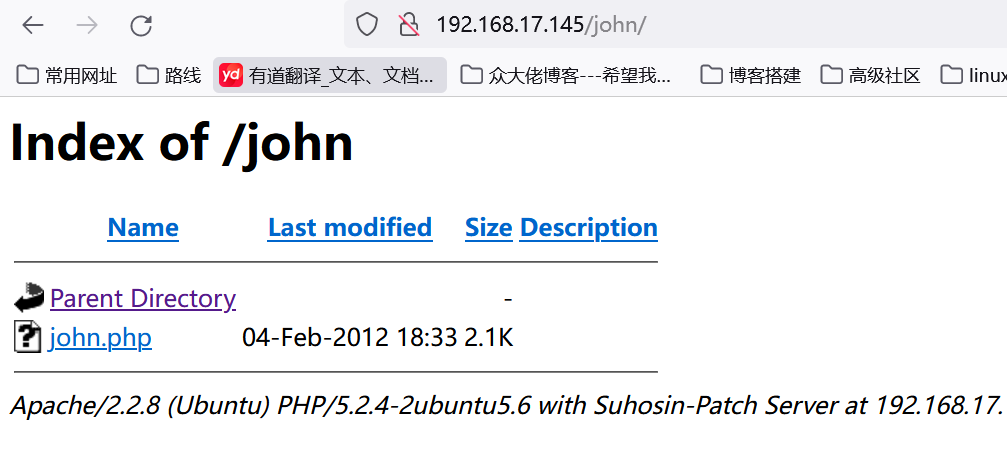 192.168.17.145/john/
常用网址 路线 yd 有道翻译_文本、文档... 众大佬博客---希望我... 博客搭建 高级社区 linux
Index of /john
Name Last modified Size Description
Parent Directory -
john.php 04-Feb-2012 18:33 2.1K
Apache/2.2.8 (Ubuntu) PHP/5.2.4-2ubuntu5.6 with Suhosin-Patch Server at 192.168.17.